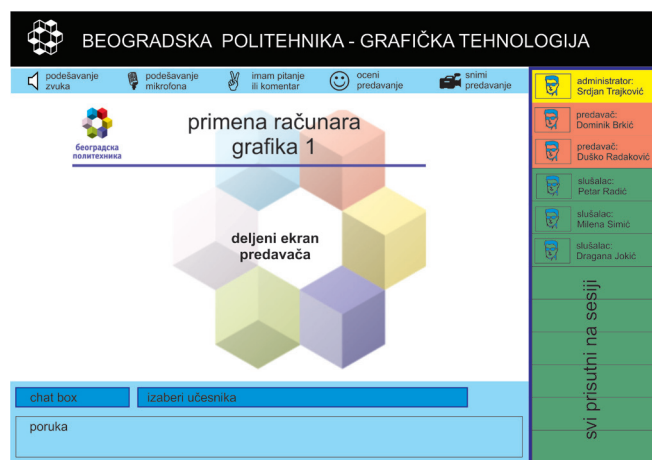 BEOGRADSKA POLITEHNIKA - GRAFIČKA TEHNOLOGIJA
podešavanje
zvuka
podešavanje
mikrofona
imam pitanje
ili komentar
oceni
predavanje
snimi
predavanje
београдска
политехника
primena računara
grafika 1
deljeni ekran
predavača
administrator:
Srdjan Trajković
predavač:
Dominik Brkić
predavač:
Duško Radaković
slušalac:
Petar Radić
slušalac:
Milena Simić
slušalac:
Dragana Jokić
svi prisutni na sesiji
chat box
izaberi učesnika
poruka